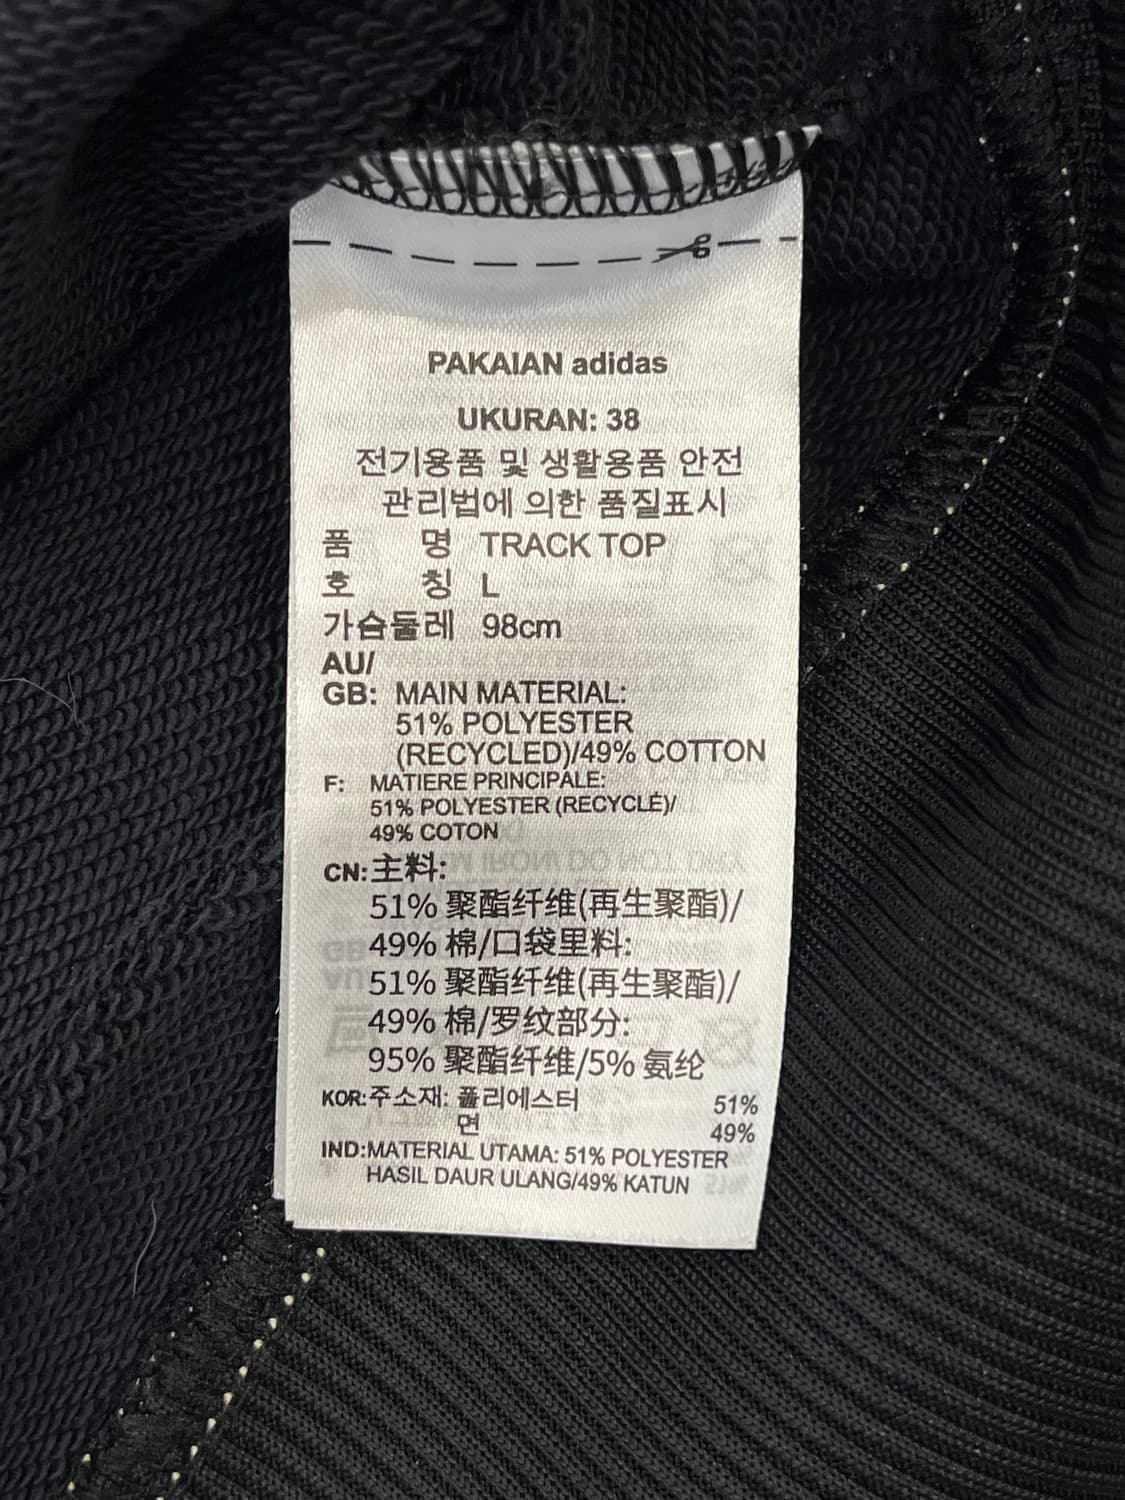 PAKAIAN adidas
UKURAN: 38
전기용품 및 생활용품 안전
관리법에 의한 품질표시
품 명 TRACK TOP
호 칭 L
가슴둘레 98cm
AU/
GB: MAIN MATERIAL:
51% POLYESTER
(RECYCLED)/49% COTTON
F: MATIERE PRINCIPALE:
51% POLYESTER (RECYCLÉ)/
49% COTON
CN:主料:
51% 聚酯纤维(再生聚酯)/
49% 棉/口袋里料:
51% 聚酯纤维(再生聚酯)/
49% 棉/罗纹部分:
95% 聚酯纤维/5% 氨纶
KOR:주소재: 폴리에스터 51%
면 49%
IND:MATERIAL UTAMA: 51% POLYESTER
HASIL DAUR ULANG/49% KATUN